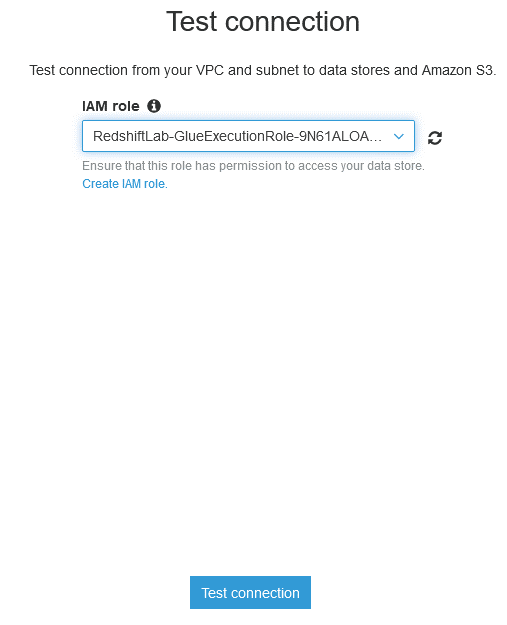 Test connection
Test connection from your VPC and subnet to data stores and Amazon S3.
IAM role
RedshiftLab-GlueExecutionRole-9N61ALOA...
Ensure that this role has permission to access your data store.
Create IAM role.
Test connection